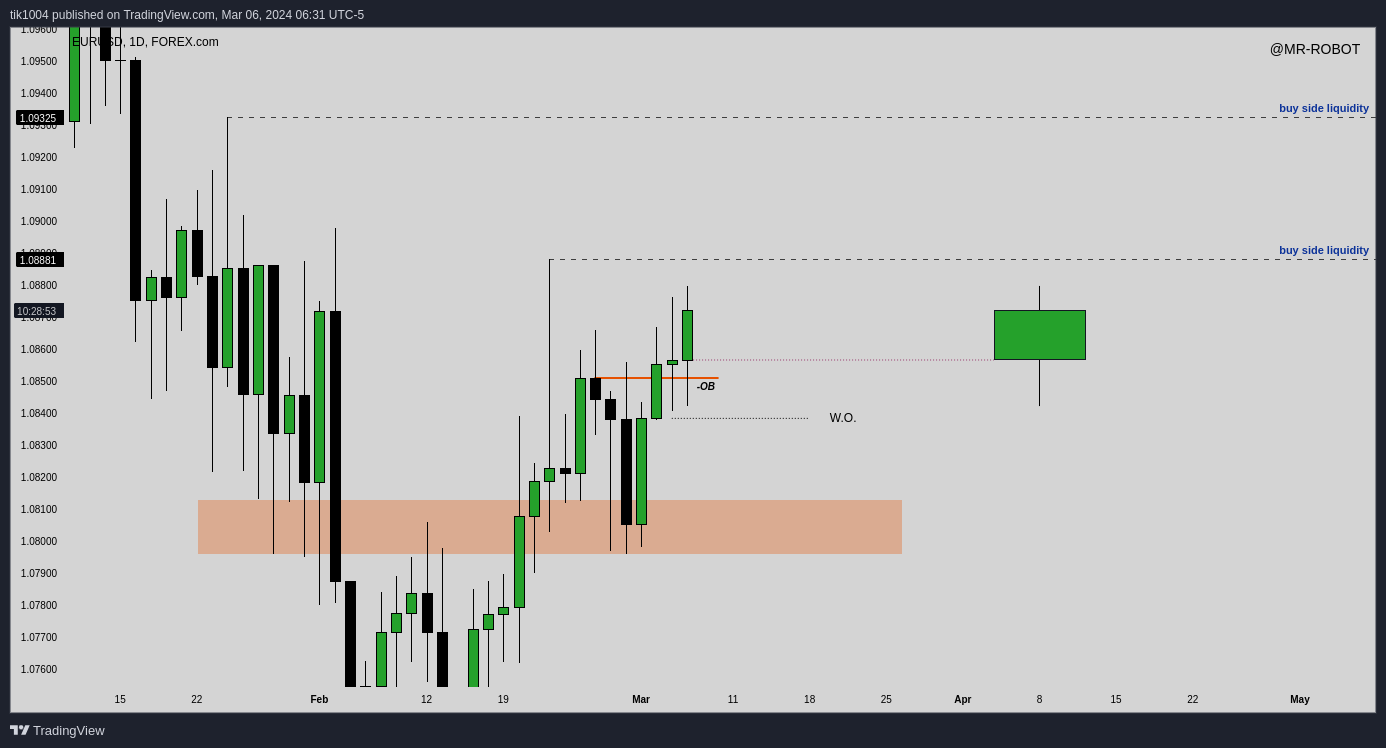 tik1004 published on TradingView.com, Mar 06, 2024 06:31 UTC-5
1.09600
EURUSD, 1D, FOREX.com
@MR-ROBOT
1.09500
1.09400
buy side liquidity
1.09325
1.09300
1.09200
1.09100
1.09000
buy side liquidity
1.08881
1.08800
10:28:53
1.08700
1.08600
1.08500
-OB
1.08400
W.O.
1.08300
1.08200
1.08100
1.08000
1.07900
1.07800
1.07700
1.07600
15 22 Feb 12 19 Mar 11 18 25 Apr 8 15 22 May
TradingView